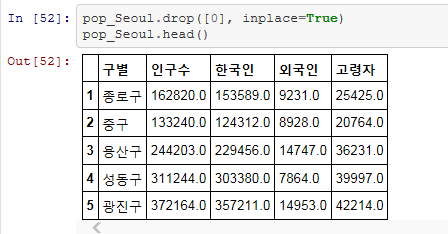 In [52]: pop_Seoul.drop([0], inplace=True)
pop_Seoul.head()
Out[52]:
구별 인구수 한국인 외국인 고령자
1 종로구 162820.0 153589.0 9231.0 25425.0
2 중구 133240.0 124312.0 8928.0 20764.0
3 용산구 244203.0 229456.0 14747.0 36231.0
4 성동구 311244.0 303380.0 7864.0 39997.0
5 광진구 372164.0 357211.0 14953.0 42214.0